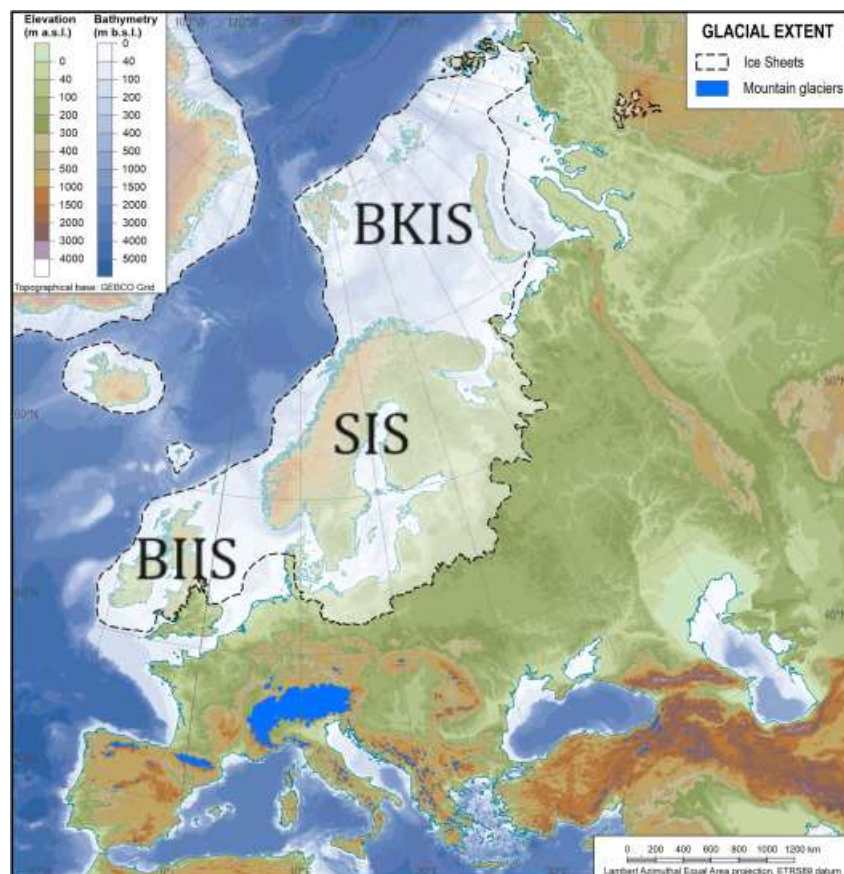 Elevation
(m a.s.l.)
Bathymetry
(m b.s.l.)
0
40
100
200
300
400
500
1000
2000
3000
4000
0
40
100
200
300
400
500
1000
2000
3000
4000
5000
Topographical base : GEBCO Grid
GLACIAL EXTENT
Ice Sheets
Mountain glaciers
BKIS
SIS
BIIS
0 200 400 600 800 1000 1200 km
Lambert Azimuthal Equal Area projection, ETRS89 datum